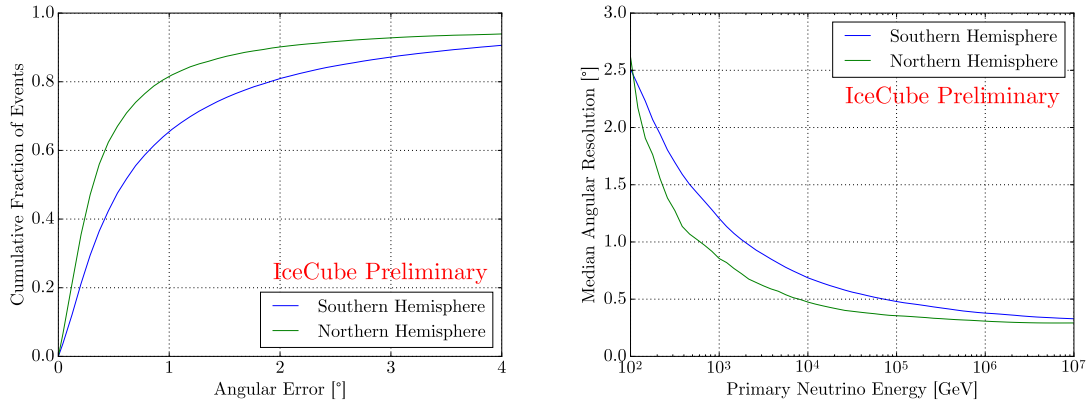 1.0
0.8
0.6
0.4
0.2
0.0
Cumulative Fraction of Events
0 1 2 3 4
Angular Error [°]
IceCube Preliminary
Southern Hemisphere
Northern Hemisphere
3.0
2.5
2.0
1.5
1.0
0.5
0.0
Median Angular Resolution [°]
10² 10³ 10⁴ 10⁵ 10⁶ 10⁷
Primary Neutrino Energy [GeV]
Southern Hemisphere
Northern Hemisphere
IceCube Preliminary